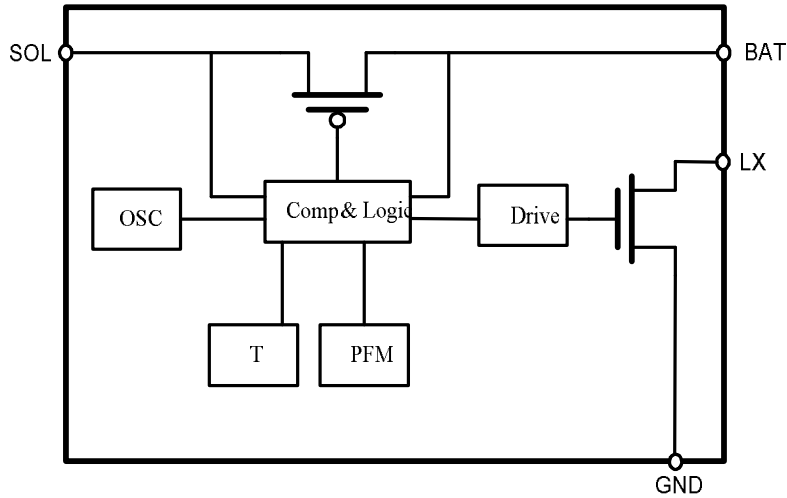 SOL
BAT
LX
OSC
Comp& Logic
Drive
T
PFM
GND